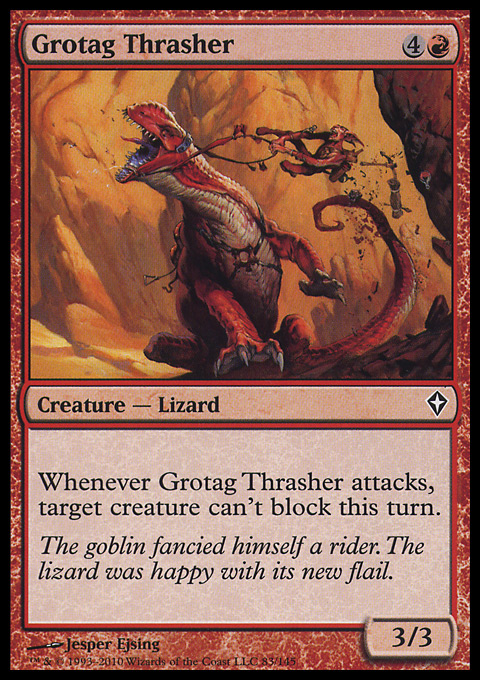 Grotag Thrasher 4
Creature — Lizard
Whenever Grotag Thrasher attacks,
target creature can't block this turn.
The goblin fancied himself a rider. The
lizard was happy with its new flail.
3/3
Jesper Ejsing
™ & © 1993–2010 Wizards of the Coast LLC 83/145